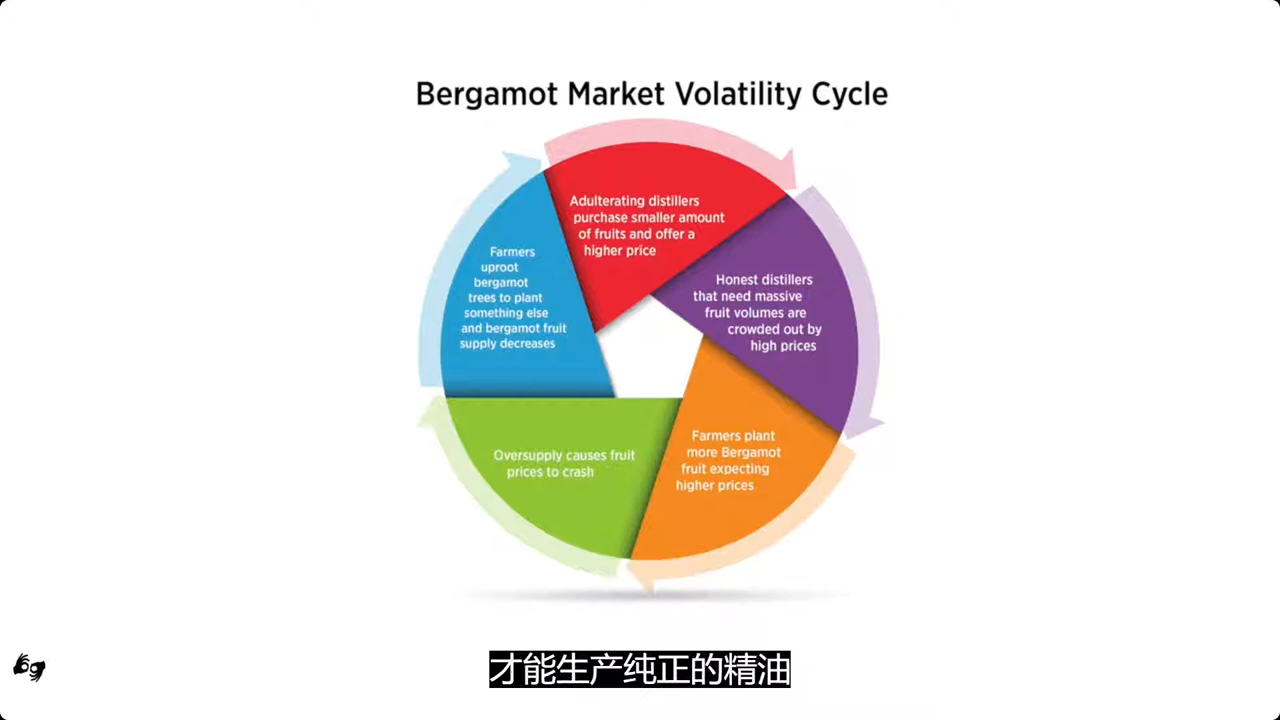 Bergamot Market Volatility Cycle
Adulterating distillers
purchase smaller amount
of fruits and offer a
higher price
Honest distillers
that need massive
fruit volumes are
crowded out by
high prices
Farmers plant
more Bergamot
fruit expecting
higher prices
Oversupply causes fruit
prices to crash
Farmers
uproot
bergamot
trees to plant
something else
and bergamot fruit
supply decreases
才能生产纯正的精油